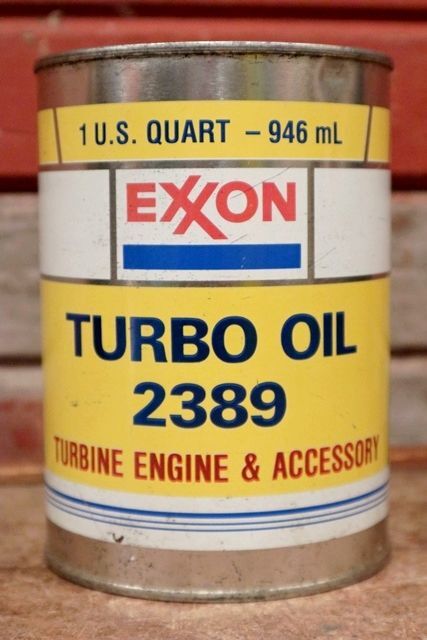 1 U.S. QUART – 946 mL
EXXON
TURBO OIL
2389
TURBINE ENGINE & ACCESSORY